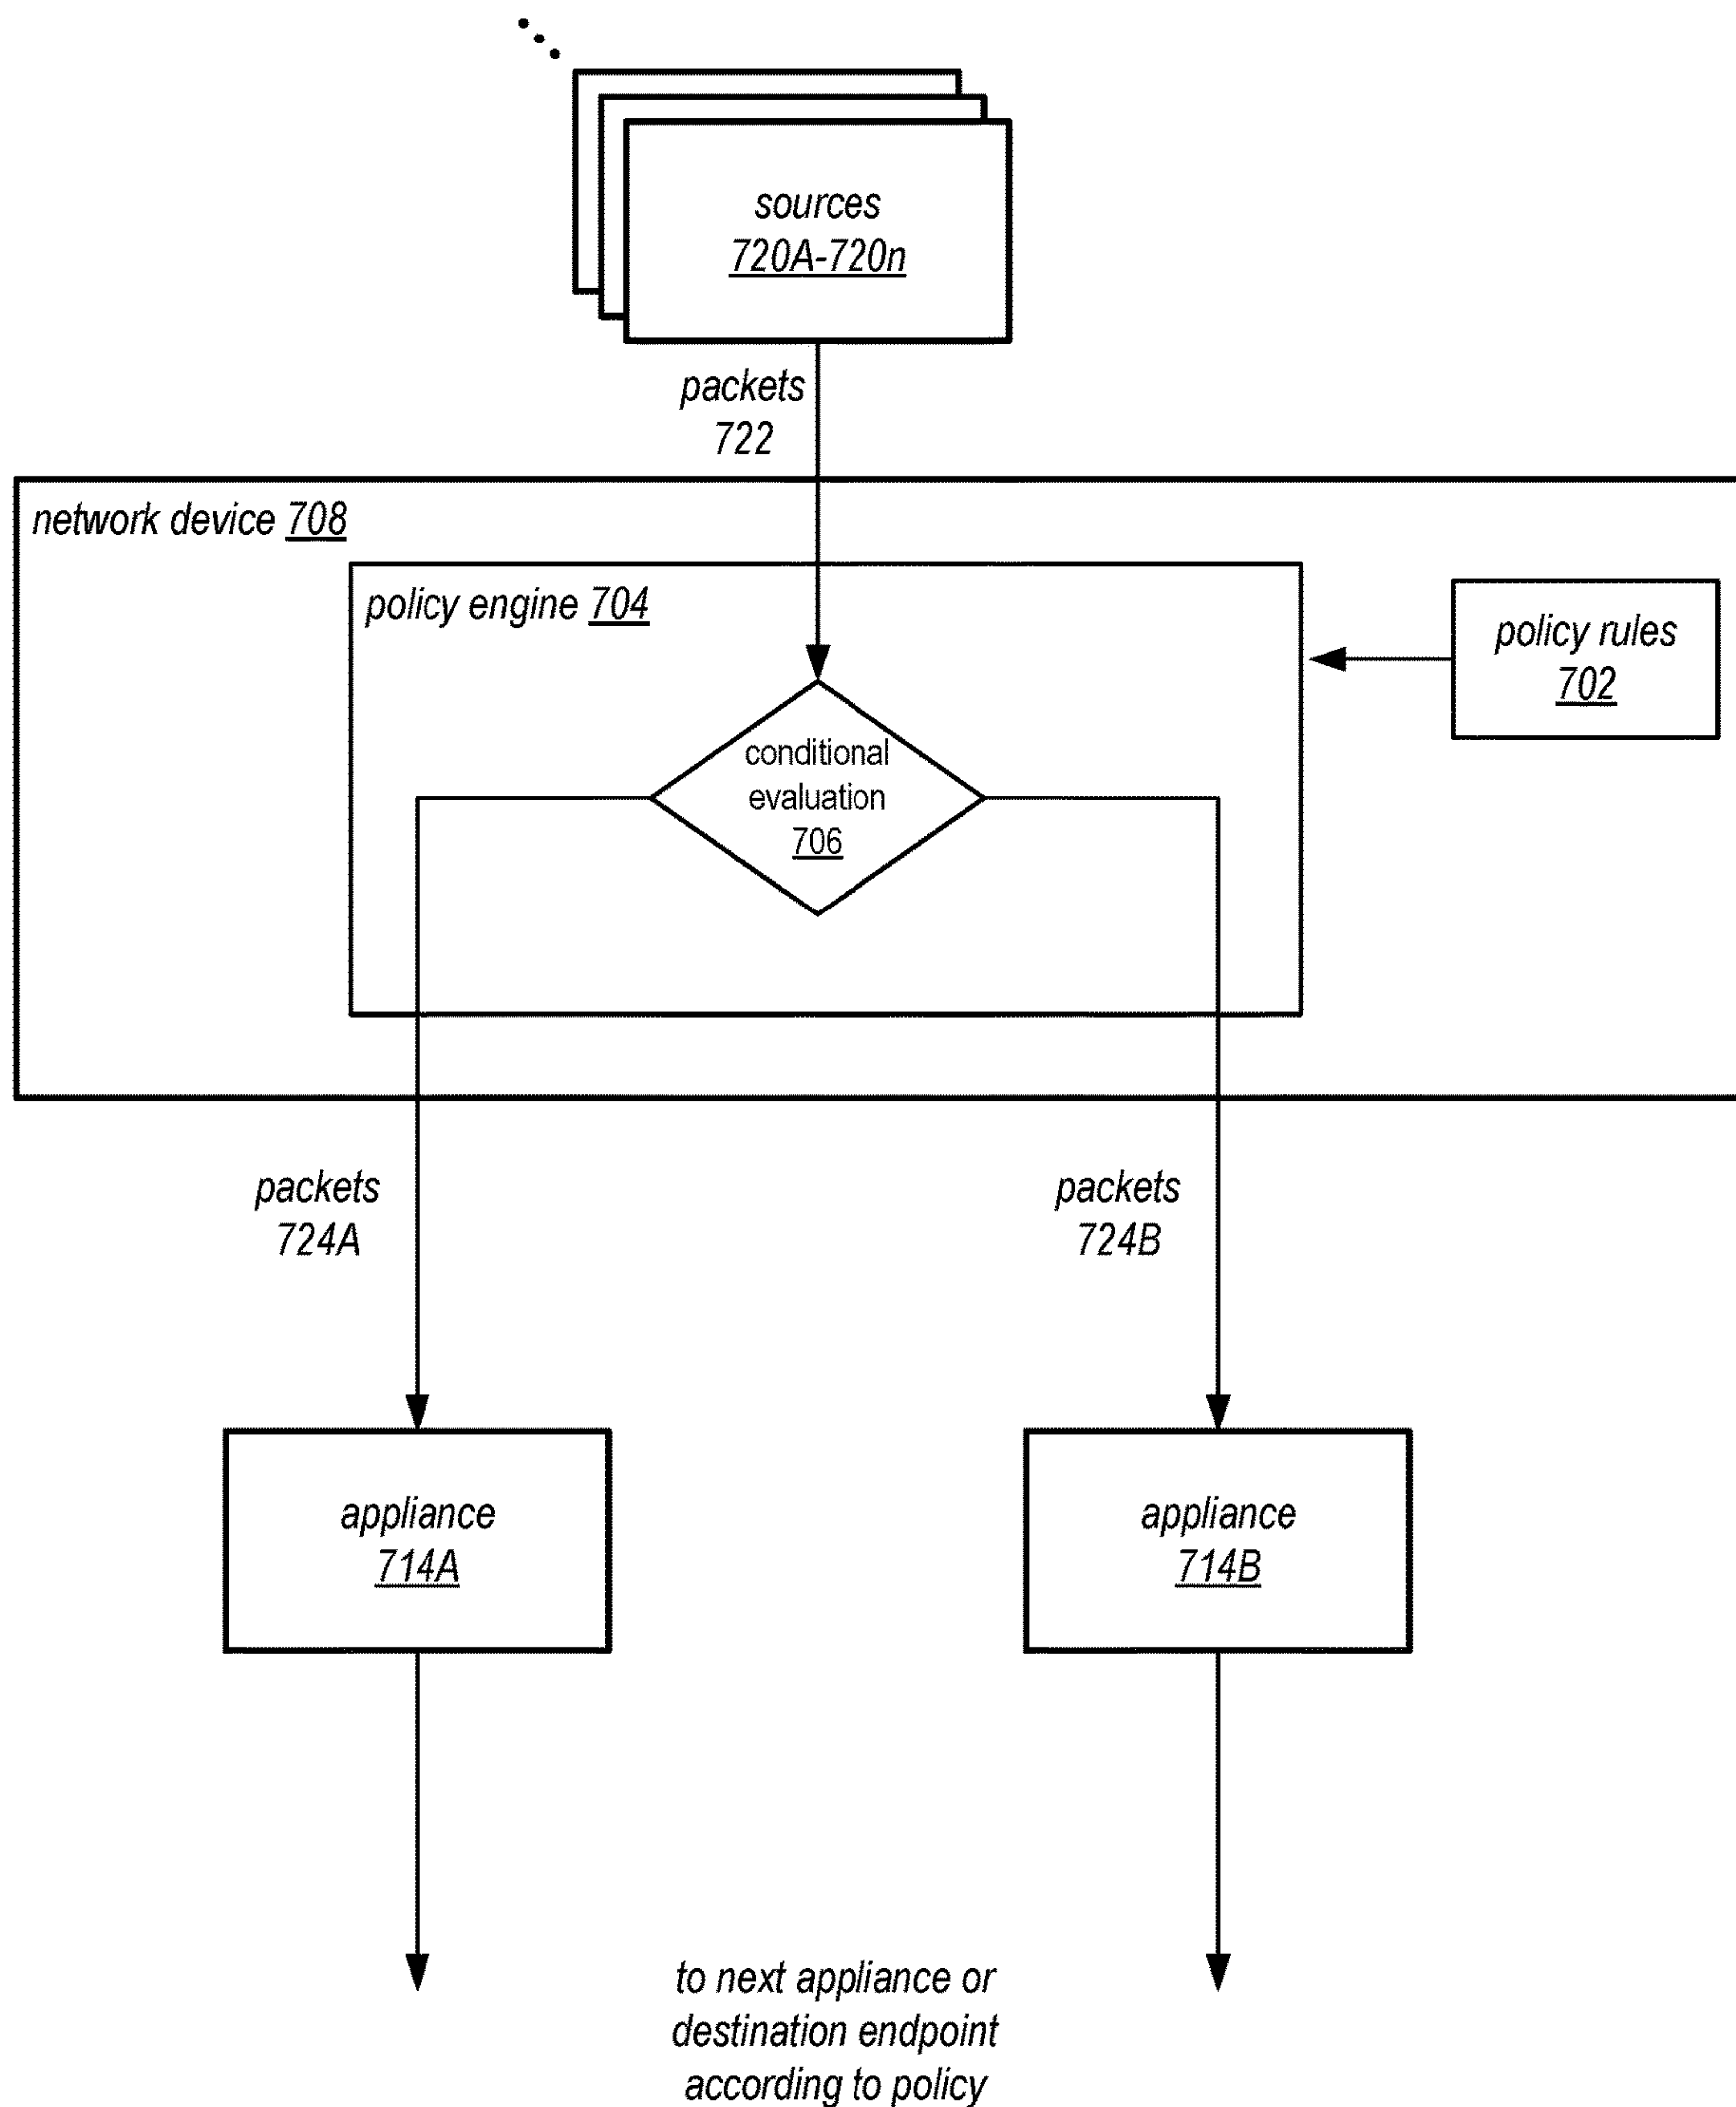 sources
720A-720n
packets
722
network device 708
policy engine 704
policy rules
702
conditional
evaluation
706
packets
724A
packets
724B
appliance
714A
appliance
714B
to next appliance or
destination endpoint
according to policy